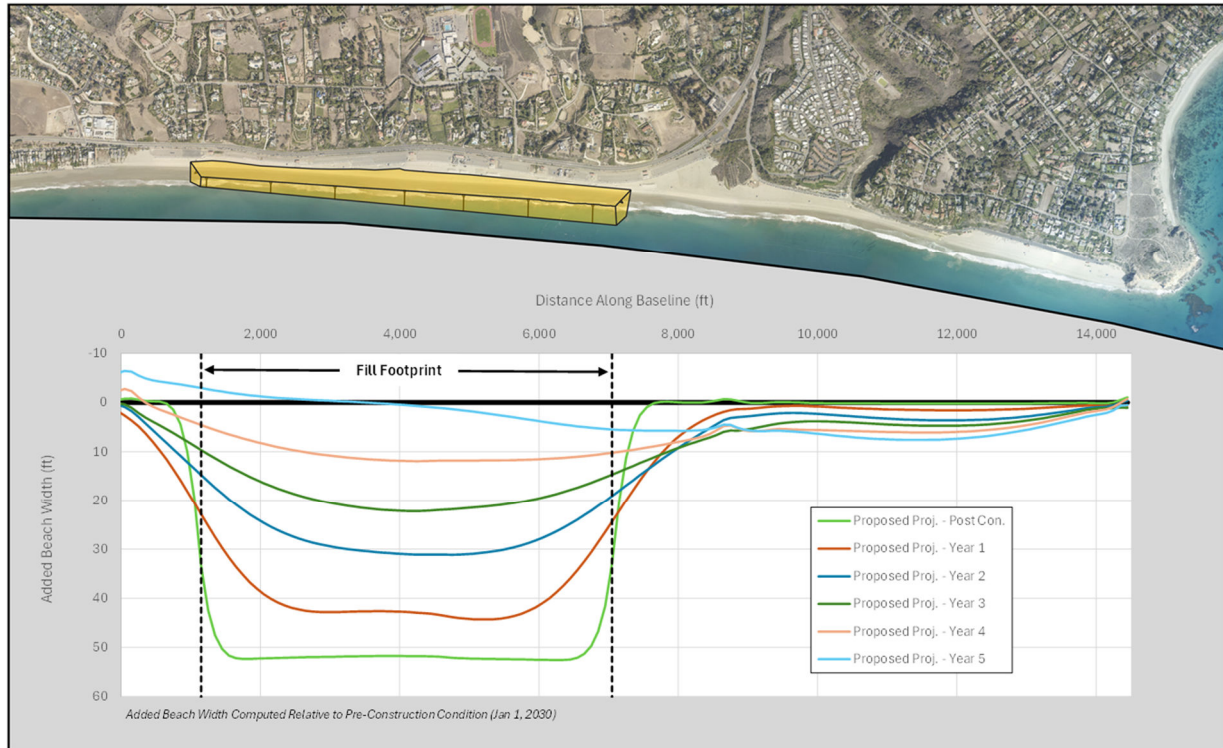 Distance Along Baseline (ft)
0 2,000 4,000 6,000 8,000 10,000 12,000 14,000
-10
Fill Footprint
0
10
20
30
40
50
60
Added Beach Width (ft)
Proposed Proj. - Post Con.
Proposed Proj. - Year 1
Proposed Proj. - Year 2
Proposed Proj. - Year 3
Proposed Proj. - Year 4
Proposed Proj. - Year 5
Added Beach Width Computed Relative to Pre-Construction Condition (Jan 1, 2030)